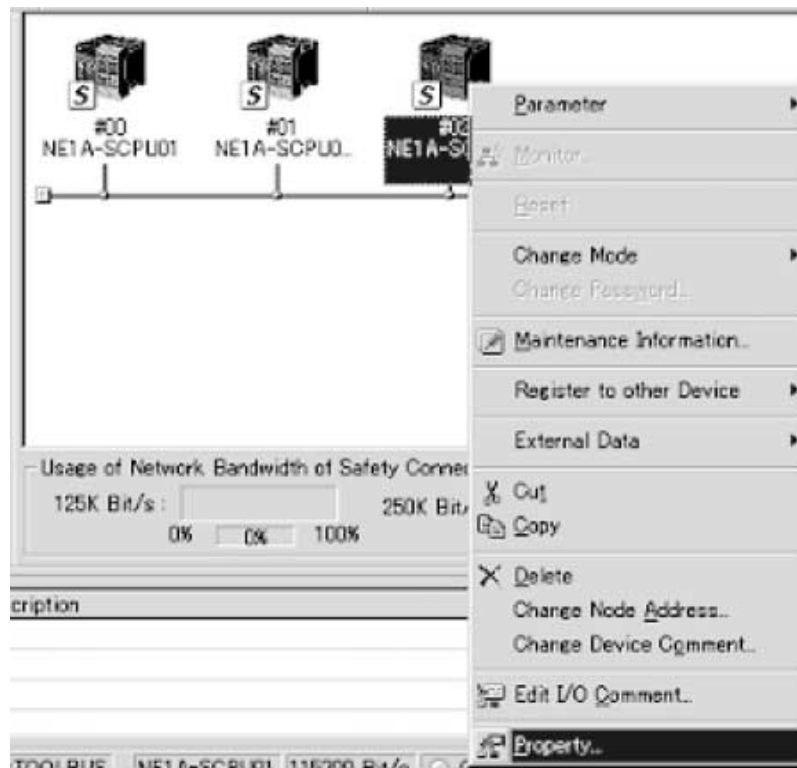 #00 #01 #02
NE1A-SCPU01 NE1A-SCPU0... NE1A-S
Parameter
Monitor...
Reset
Change Mode
Change Password...
Maintenance Information...
Register to other Device
External Data
Cut
Copy
Delete
Change Node Address...
Change Device Comment...
Edit I/O Comment...
Property...
Usage of Network Bandwidth of Safety Connec
125K Bit/s : 250K Bit/
0% 0% 100%
cription
TOOLBUS NE1A-SCPU01 115200 Bit/s